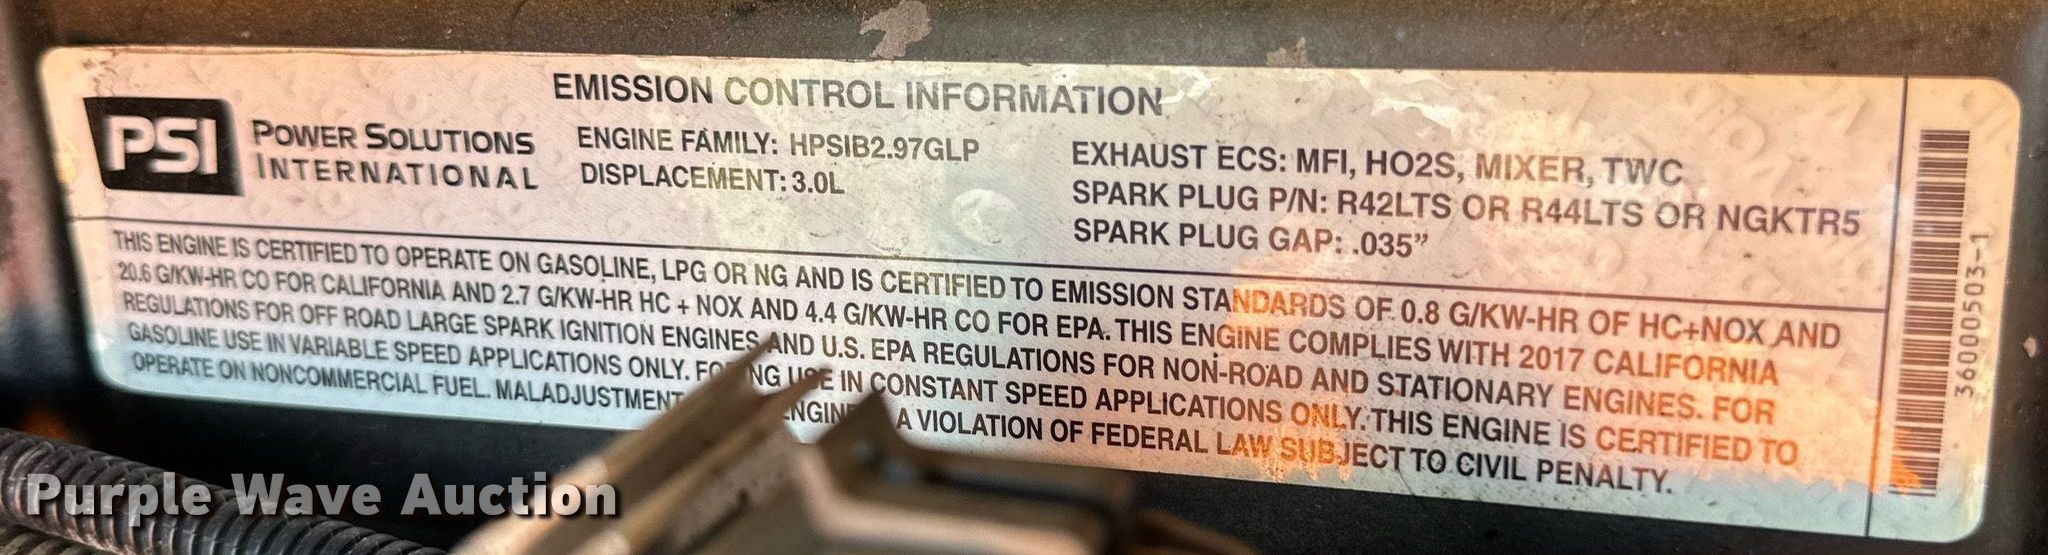 EMISSION CONTROL INFORMATION
PSI
POWER SOLUTIONS
INTERNATIONAL
ENGINE FAMILY: HPSIB2.97GLP
DISPLACEMENT: 3.0L
EXHAUST ECS: MFI, HO2S, MIXER, TWC
SPARK PLUG P/N: R42LTS OR R44LTS OR NGKTR5
SPARK PLUG GAP: .035”
THIS ENGINE IS CERTIFIED TO OPERATE ON GASOLINE, LPG OR NG AND IS CERTIFIED TO EMISSION STANDARDS OF 0.8 G/KW-HR OF HC+NOX AND
20.6 G/KW-HR CO FOR CALIFORNIA AND 2.7 G/KW-HR HC + NOX AND 4.4 G/KW-HR CO FOR EPA. THIS ENGINE COMPLIES WITH 2017 CALIFORNIA
REGULATIONS FOR OFF ROAD LARGE SPARK IGNITION ENGINES AND U.S. EPA REGULATIONS FOR NON-ROAD AND STATIONARY ENGINES. FOR
GASOLINE USE IN VARIABLE SPEED APPLICATIONS ONLY. NG USE IN CONSTANT SPEED APPLICATIONS ONLY. THIS ENGINE IS CERTIFIED TO
OPERATE ON NONCOMMERCIAL FUEL. MALADJUSTMENT A VIOLATION OF FEDERAL LAW SUBJECT TO CIVIL PENALTY.
36000503-1
Purple Wave Auction